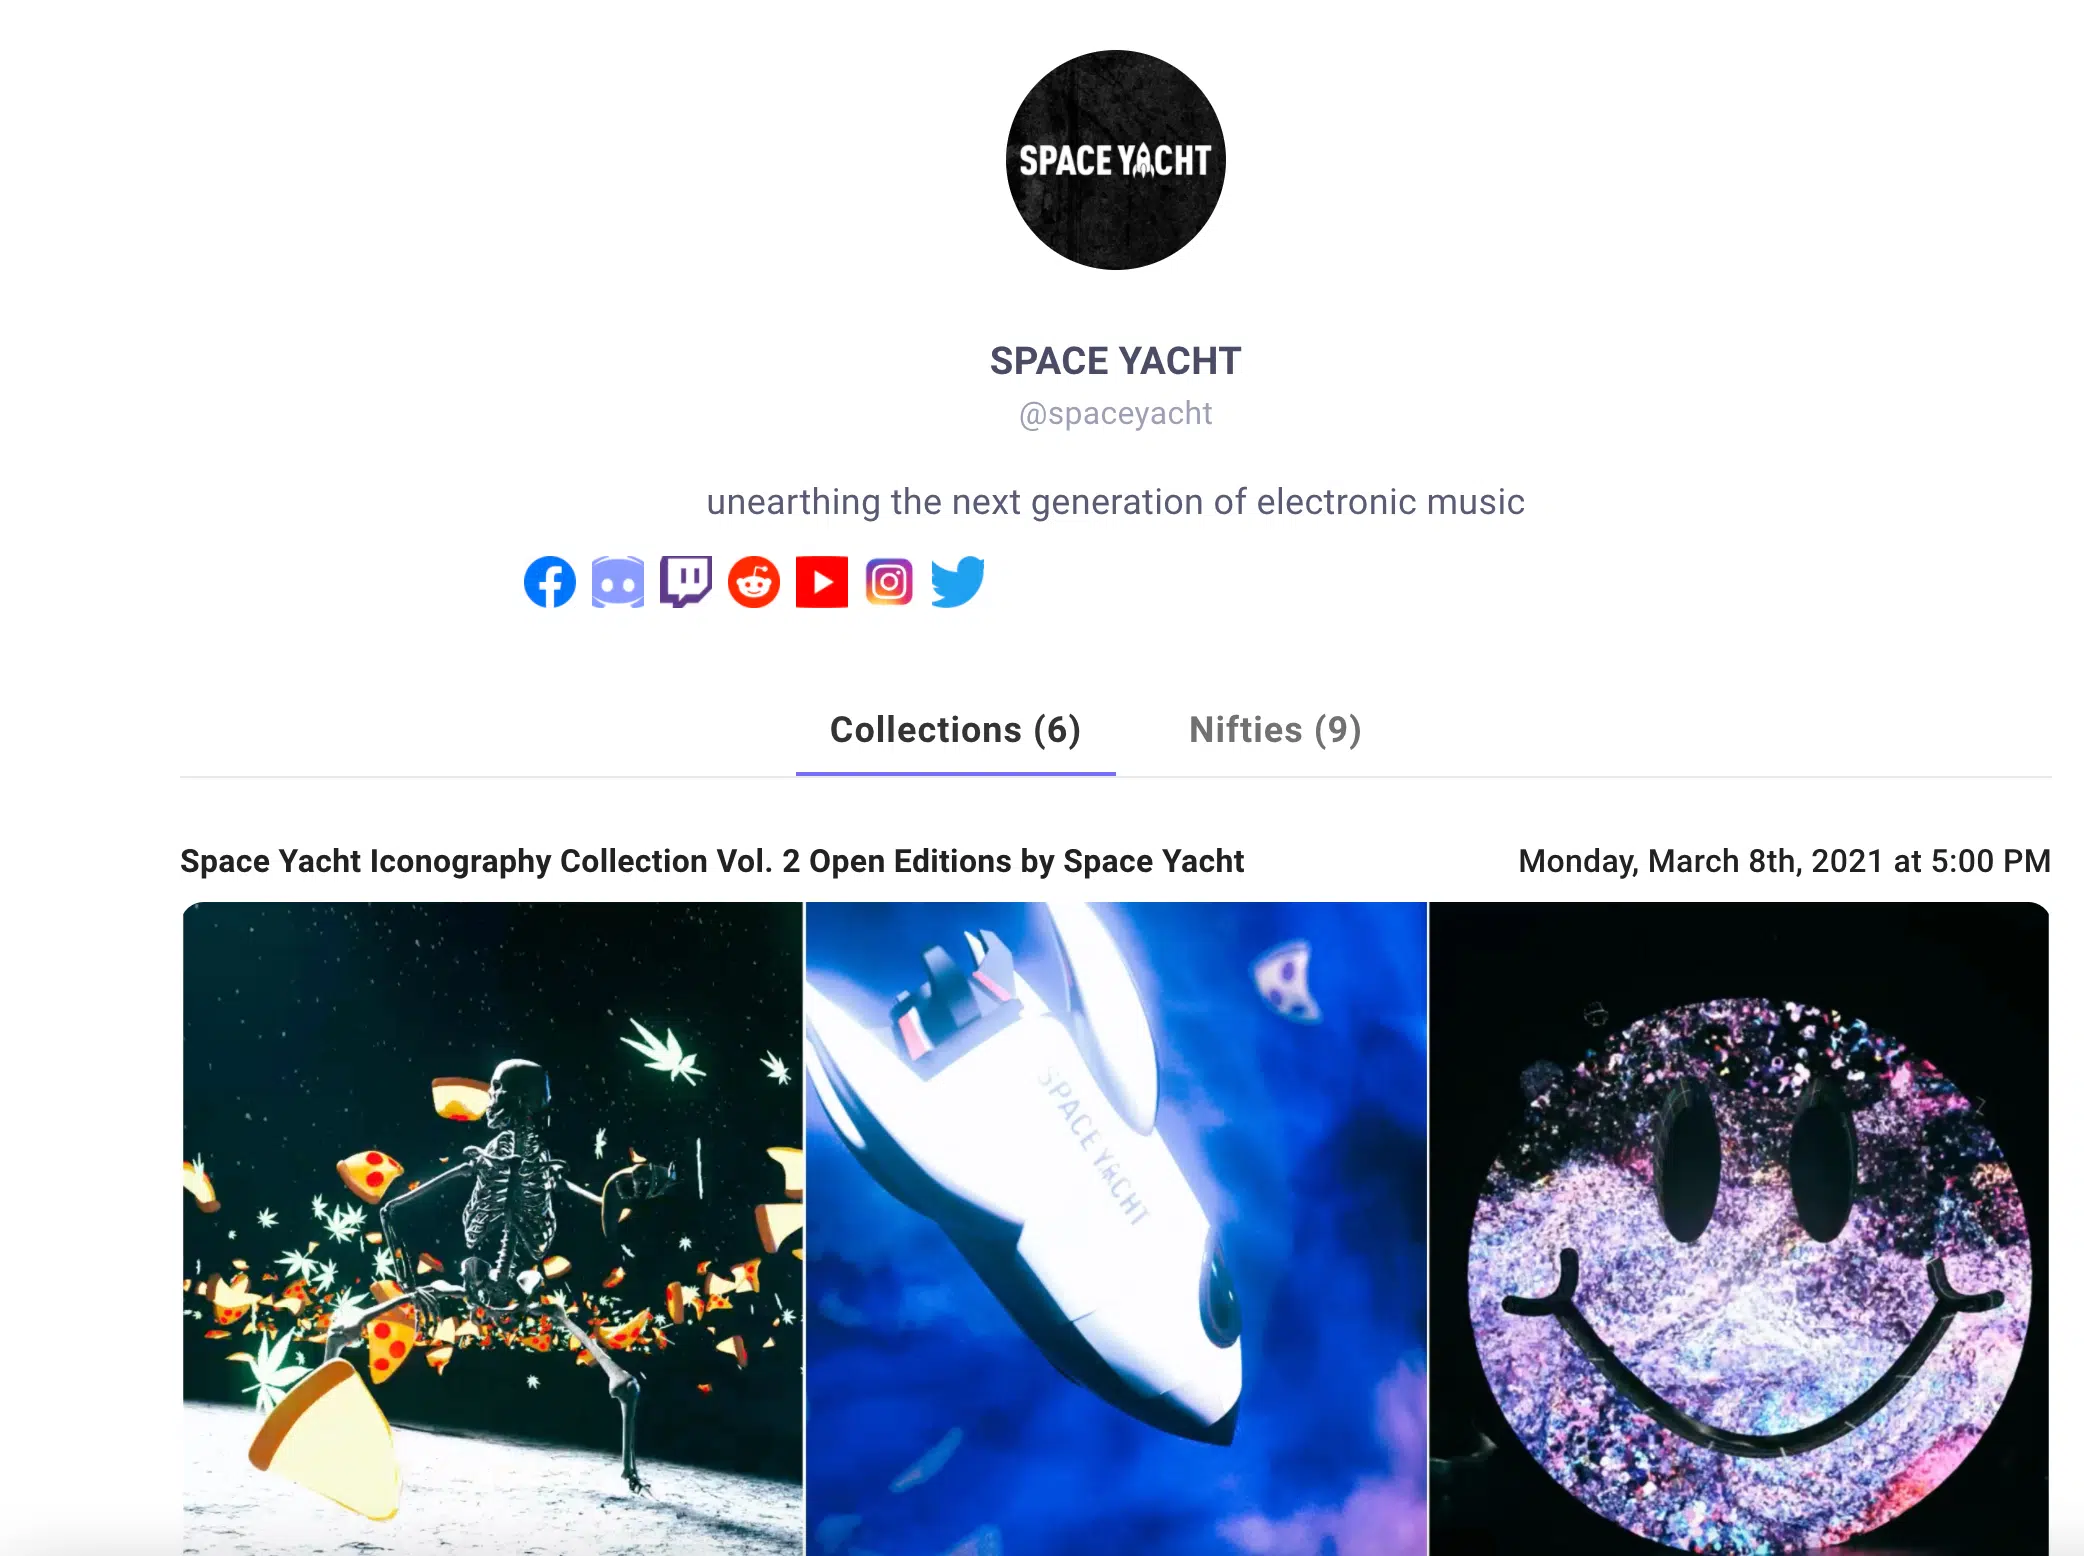 SPACE YACHT
SPACE YACHT
@spaceyacht
unearthing the next generation of electronic music
Collections (6)
Nifties (9)
Space Yacht Iconography Collection Vol. 2 Open Editions by Space Yacht
Monday, March 8th, 2021 at 5:00 PM
SPACE YACHT